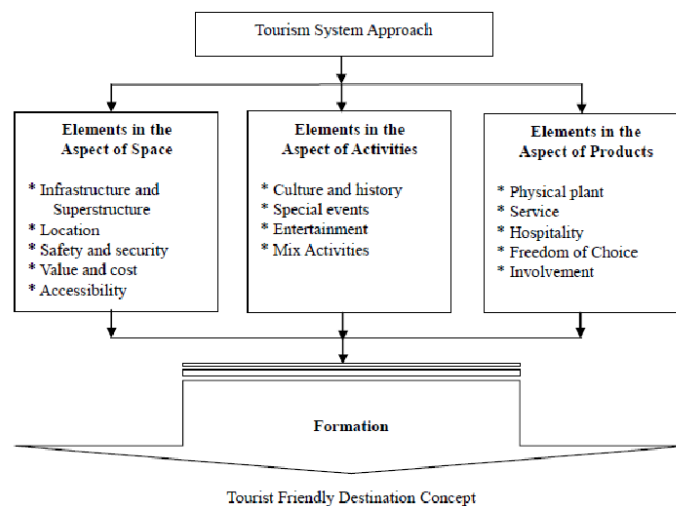 Tourism System Approach
Elements in the
Aspect of Space
* Infrastructure and
Superstructure
* Location
* Safety and security
* Value and cost
* Accessibility
Elements in the
Aspect of Activities
* Culture and history
* Special events
* Entertainment
* Mix Activities
Elements in the
Aspect of Products
* Physical plant
* Service
* Hospitality
* Freedom of Choice
* Involvement
Formation
Tourist Friendly Destination Concept